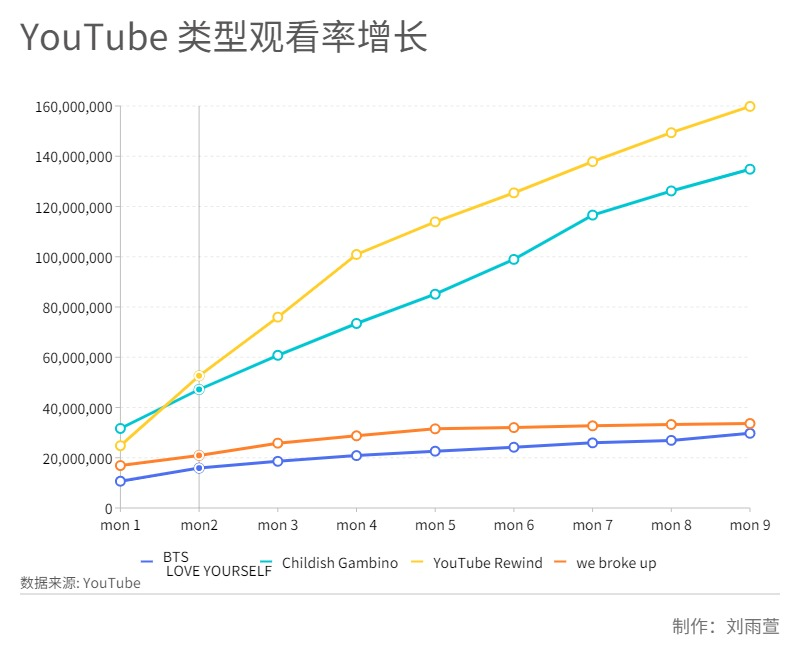 YouTube 类型观看率增长
160,000,000
140,000,000
120,000,000
100,000,000
80,000,000
60,000,000
40,000,000
20,000,000
0
mon 1 mon2 mon 3 mon 4 mon 5 mon 6 mon 7 mon 8 mon 9
BTS
LOVE YOURSELF Childish Gambino YouTube Rewind we broke up
数据来源: YouTube
制作：刘雨萱